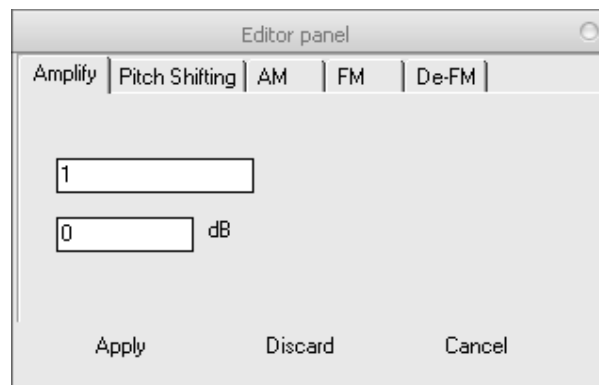 Editor panel
Amplify Pitch Shifting AM FM De-FM
1
0 dB
Apply Discard Cancel